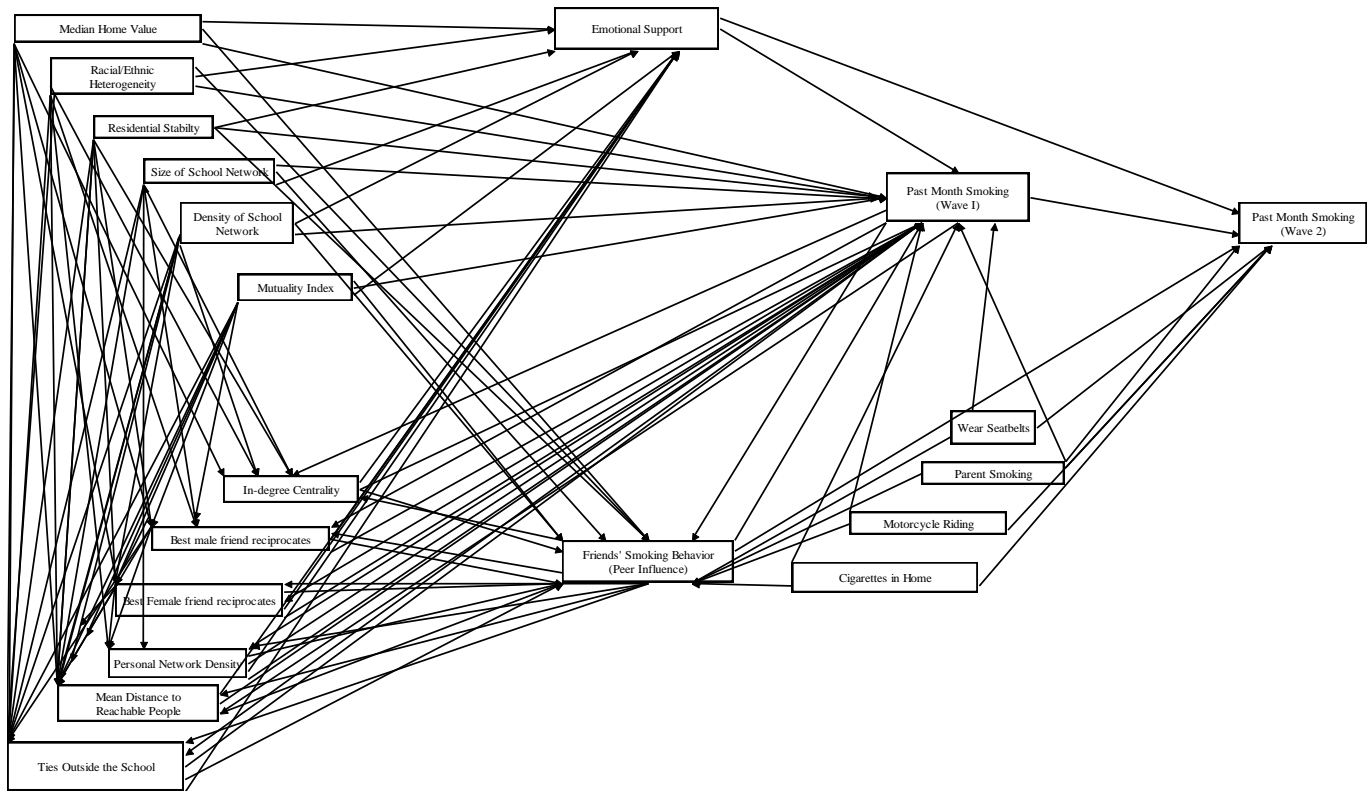 Median Home Value
Emotional Support
Racial/Ethnic
Heterogeneity
Residential Stabilty
Size of School Network
Past Month Smoking
(Wave I)
Density of School
Network
Past Month Smoking
(Wave 2)
Mutuality Index
Wear Seatbelts
Parent Smoking
In-degree Centrality
Motorcycle Riding
Best male friend reciprocates
Friends' Smoking Behavior
(Peer Influence)
Cigarettes in Home
Best Female friend reciprocates
Personal Network Density
Mean Distance to
Reachable People
Ties Outside the School